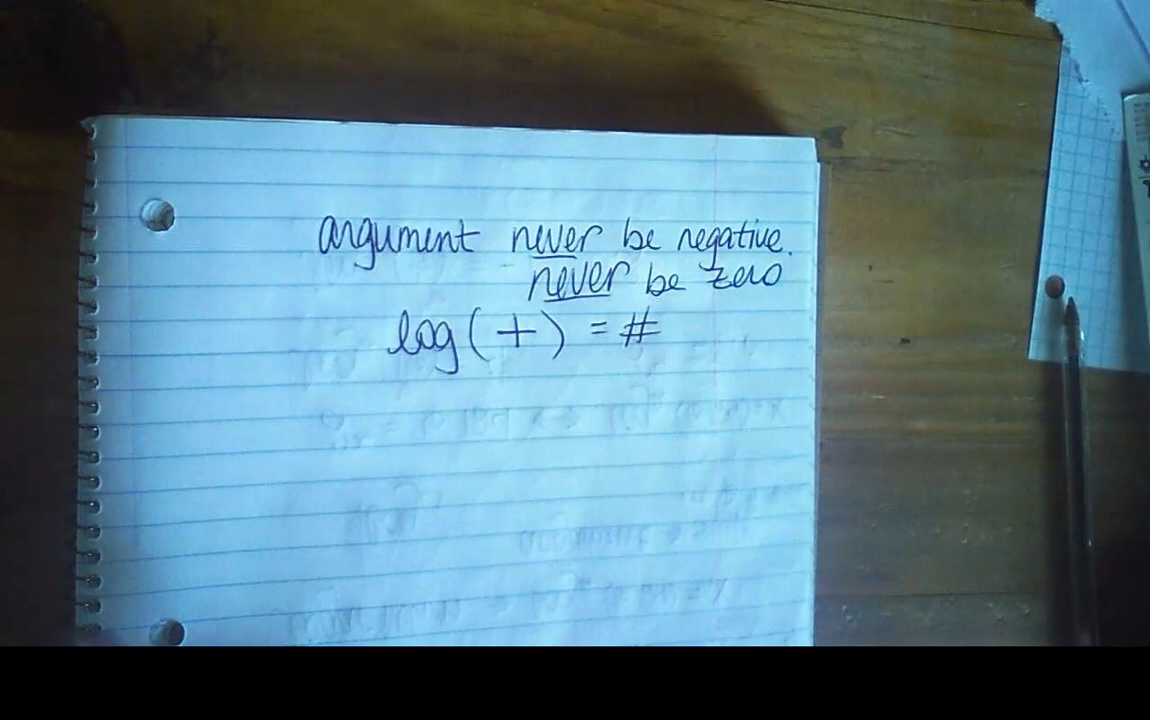 argument never be negative.
never be zero
log(+) = #